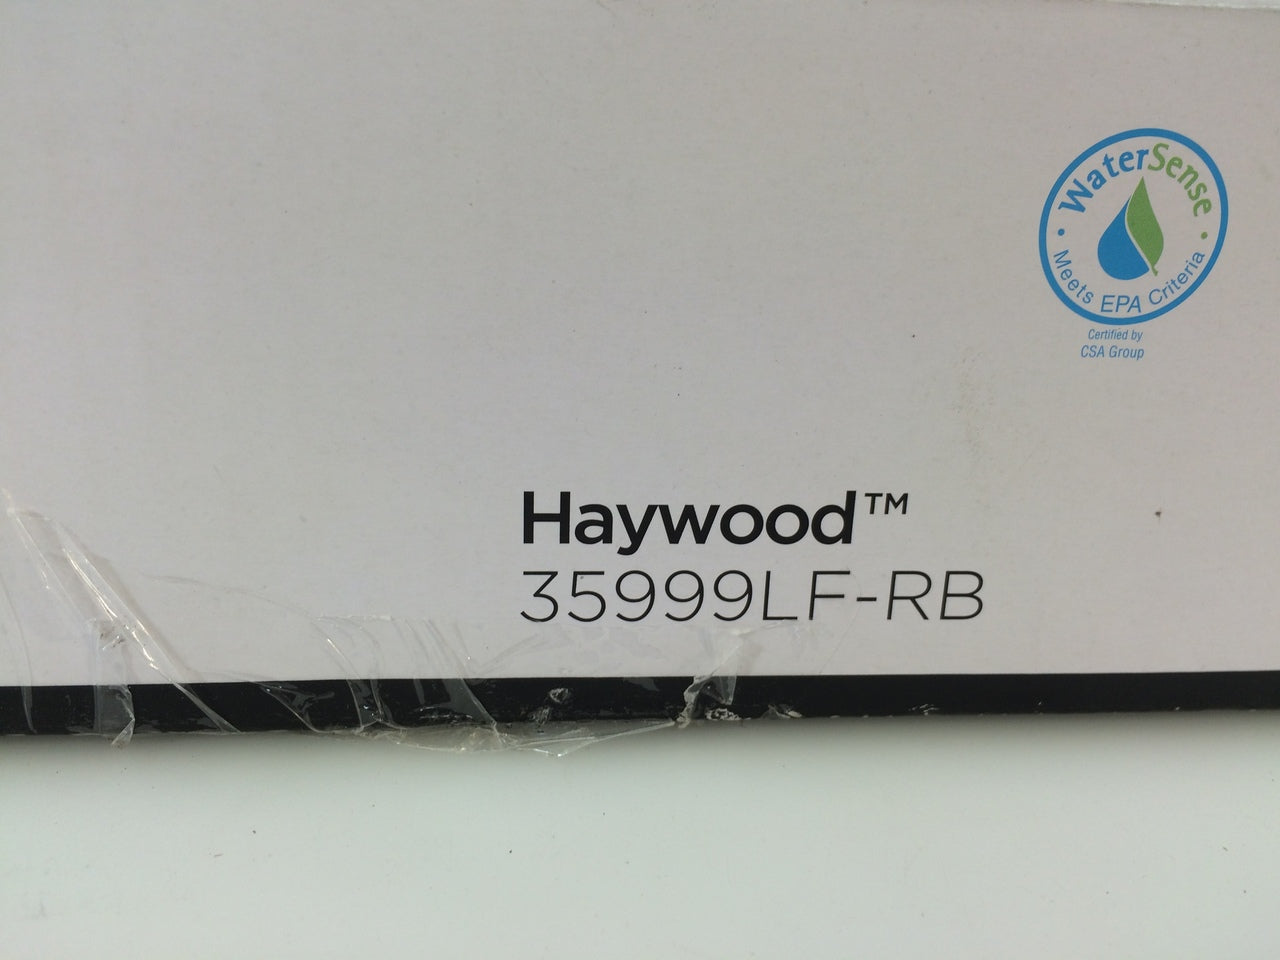 WaterSense
Meets EPA Criteria
Certified by
CSA Group
Haywood™
35999LF-RB